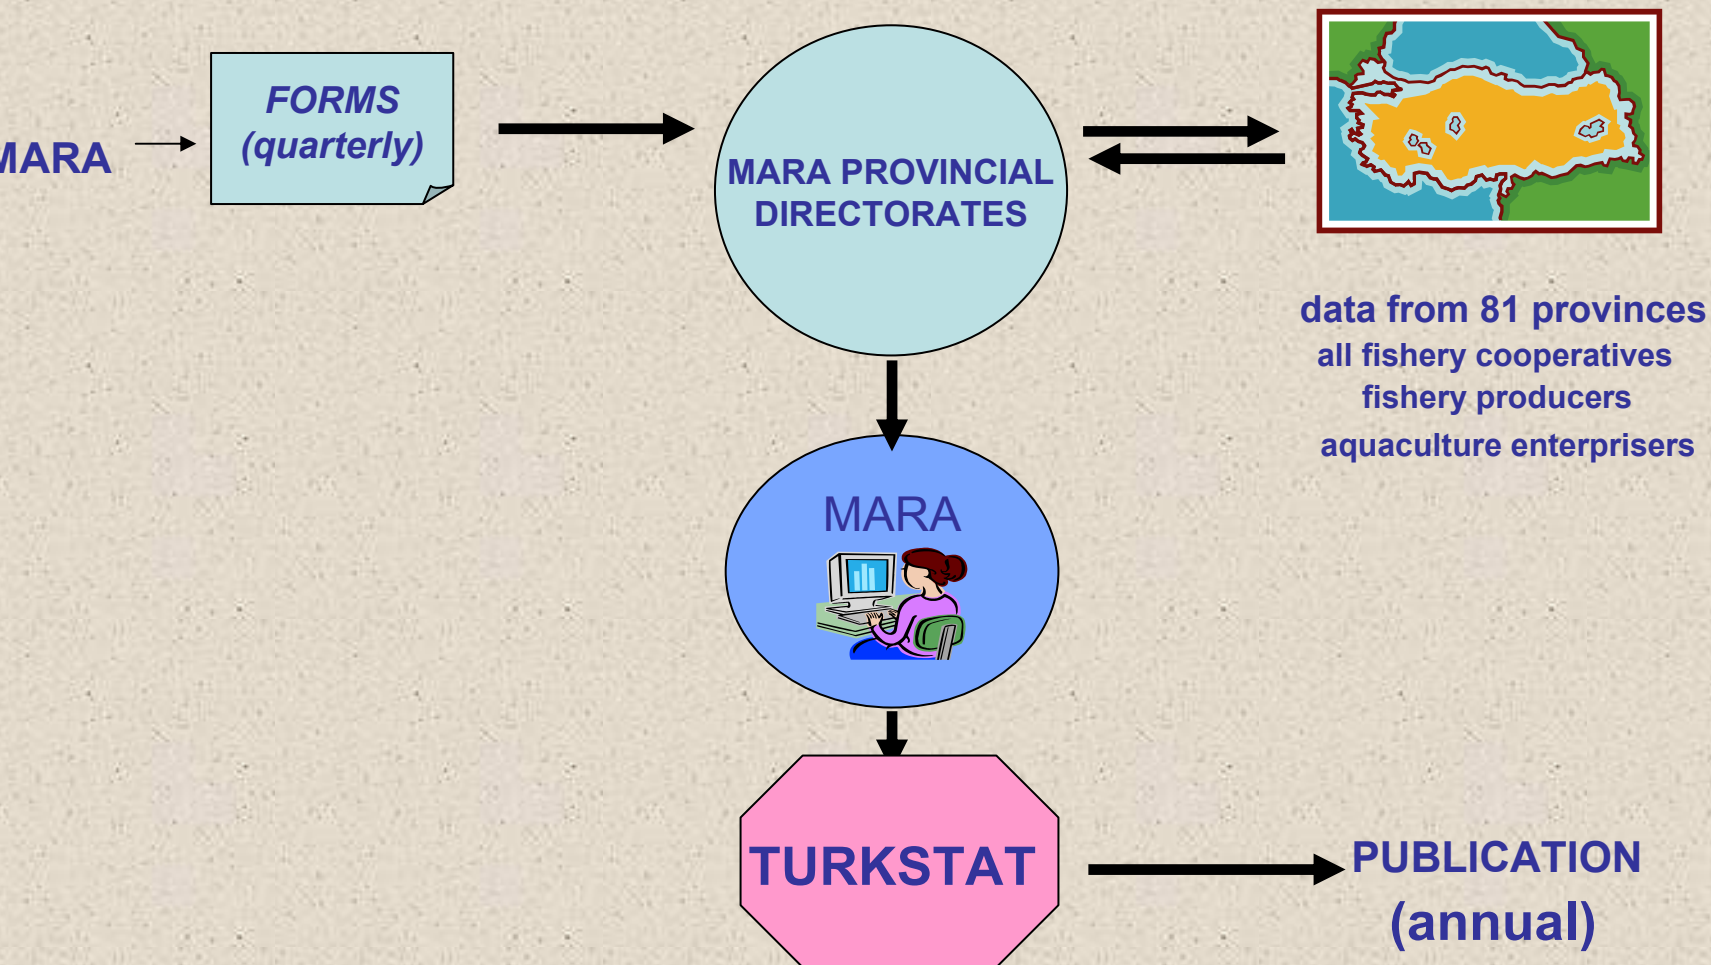 MARA
FORMS
(quarterly)
MARA PROVINCIAL
DIRECTORATES
data from 81 provinces
all fishery cooperatives
fishery producers
aquaculture enterprisers
MARA
TURKSTAT
PUBLICATION
(annual)